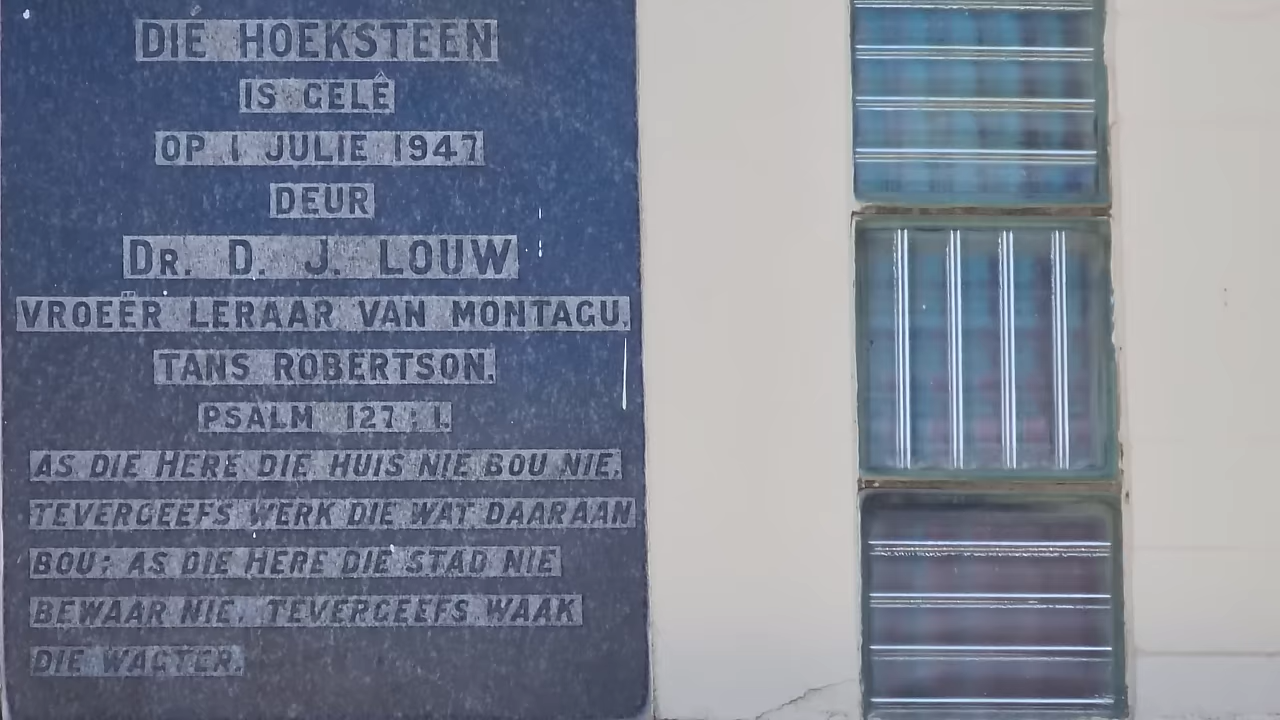 DIE HOEKSTEEN
IS GELÊ
OP 1 JULIE 1947
DEUR
DR. D. J. LOUW
VROEËR LERAAR VAN MONTAGU,
TANS ROBERTSON.
PSALM 127:1.
AS DIE HERE DIE HUIS NIE BOU NIE,
TEVERGEEFS WERK DIE WAT DAARAAN
BOU; AS DIE HERE DIE STAD NIE
BEWAAR NIE, TEVERGEEFS WAAK
DIE WAGTER.